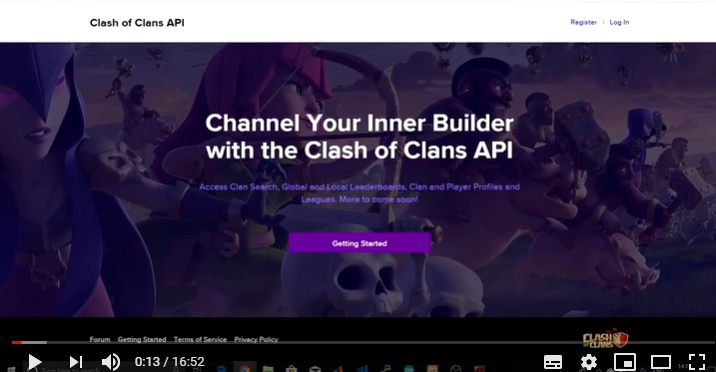 Clash of Clans API
Register | Log In
Channel Your Inner Builder
with the Clash of Clans API
Access Clan Search, Global and Local Leaderboards, Clan and Player Profiles and
Leagues. More to come soon!
Getting Started
Forum Getting Started Terms of Service Privacy Policy
CLASH
OF CLANS
0:13 / 16:52